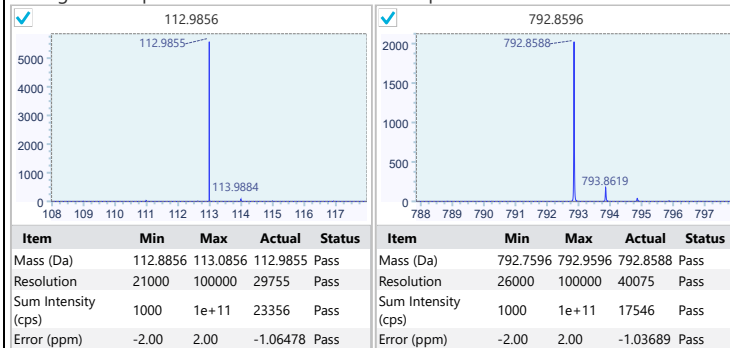 112.9856
112.9855
5000
4000
3000
2000
1000
0
113.9884
108 109 110 111 112 113 114 115 116 117
Item Min Max Actual Status
Mass (Da) 112.8856 113.0856 112.9855 Pass
Resolution 21000 100000 29755 Pass
Sum Intensity (cps) 1000 1e+11 23356 Pass
Error (ppm) -2.00 2.00 -1.06478 Pass
792.8596
792.8588
2000
1500
1000
500
0
793.8619
788 789 790 791 792 793 794 795 796 797
Item Min Max Actual Status
Mass (Da) 792.7596 792.9596 792.8588 Pass
Resolution 26000 100000 40075 Pass
Sum Intensity (cps) 1000 1e+11 17546 Pass
Error (ppm) -2.00 2.00 -1.03689 Pass